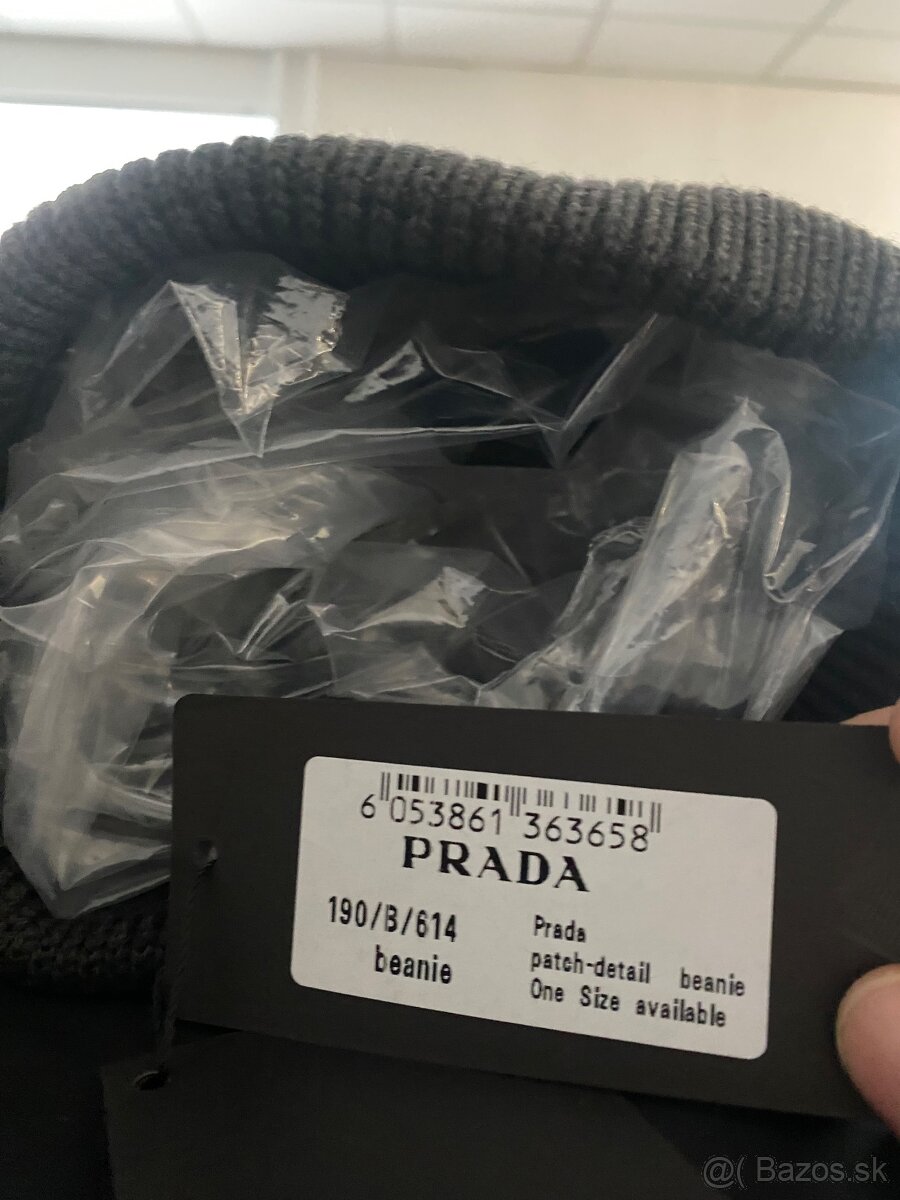 6 053861 363658
PRADA
190/B/614
beanie
Prada
patch-detail beanie
One Size available
@( Bazos.sk